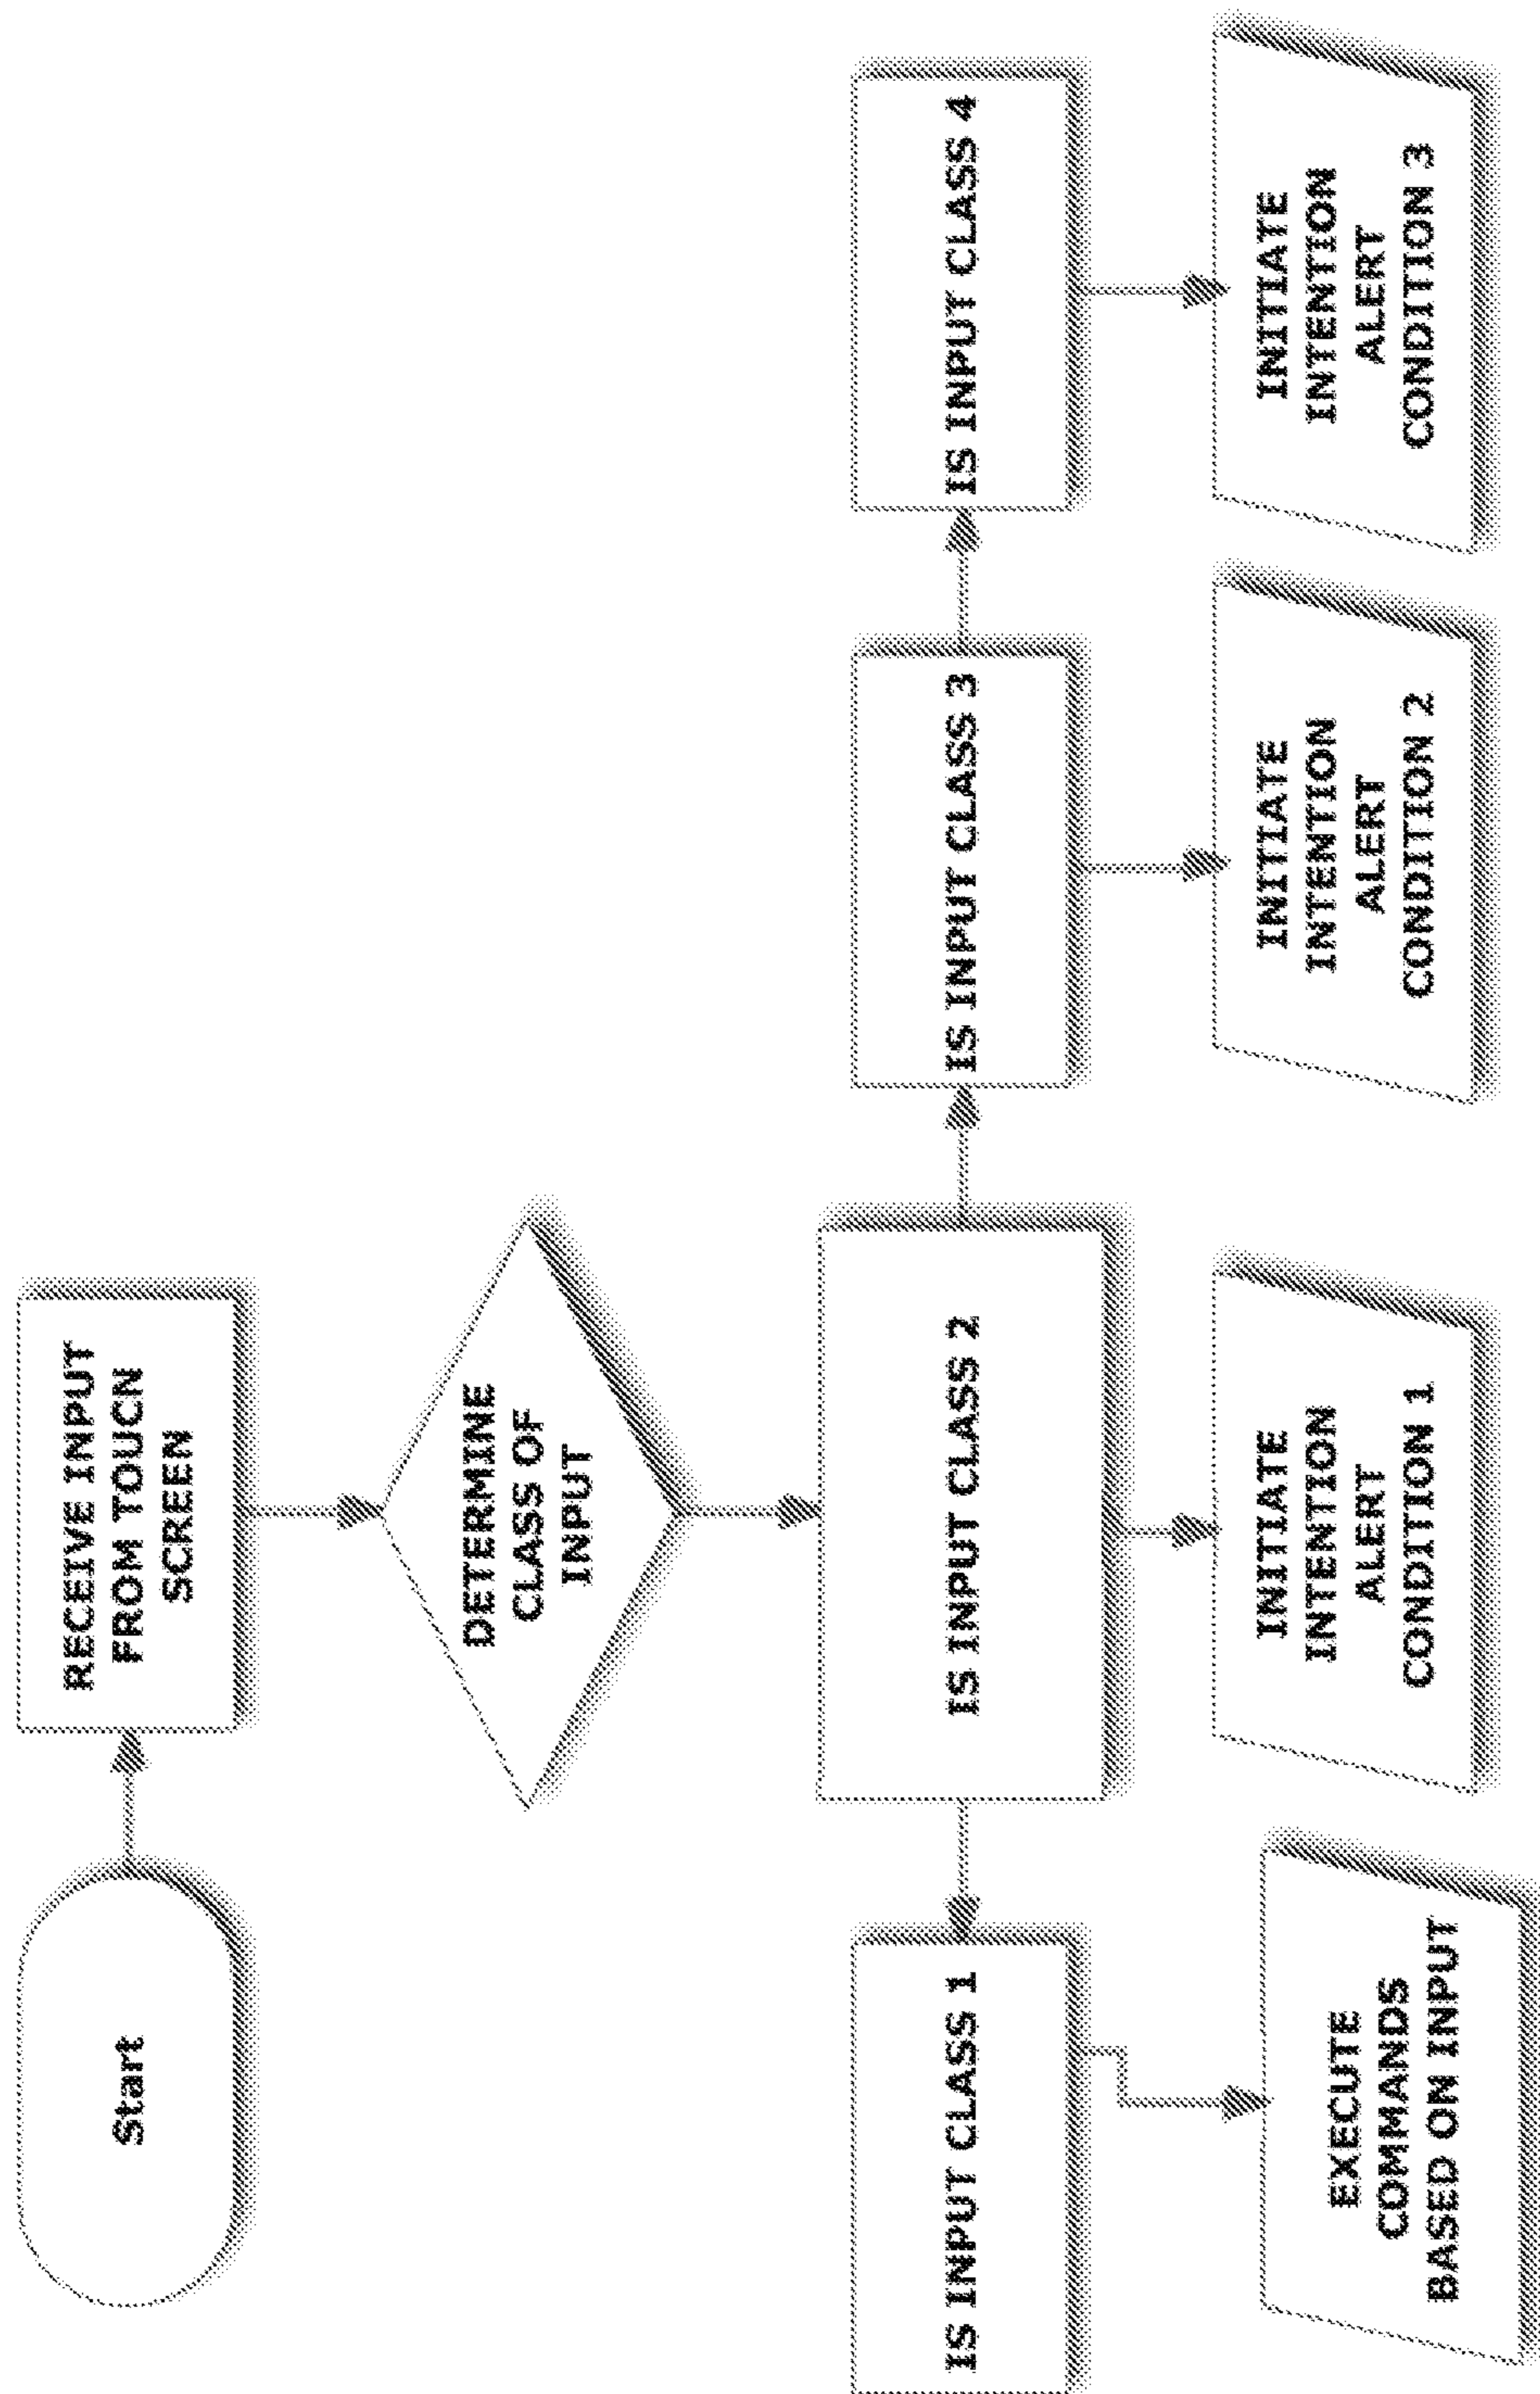 Start
RECEIVE INPUT
FROM TOUCN
SCREEN
DETERMINE
CLASS OF
INPUT
IS INPUT CLASS 1
IS INPUT CLASS 2
IS INPUT CLASS 3
IS INPUT CLASS 4
EXECUTE
COMMANDS
BASED ON INPUT
INITIATE
INTENTION
ALERT
CONDITION 1
INITIATE
INTENTION
ALERT
CONDITION 2
INITIATE
INTENTION
ALERT
CONDITION 3